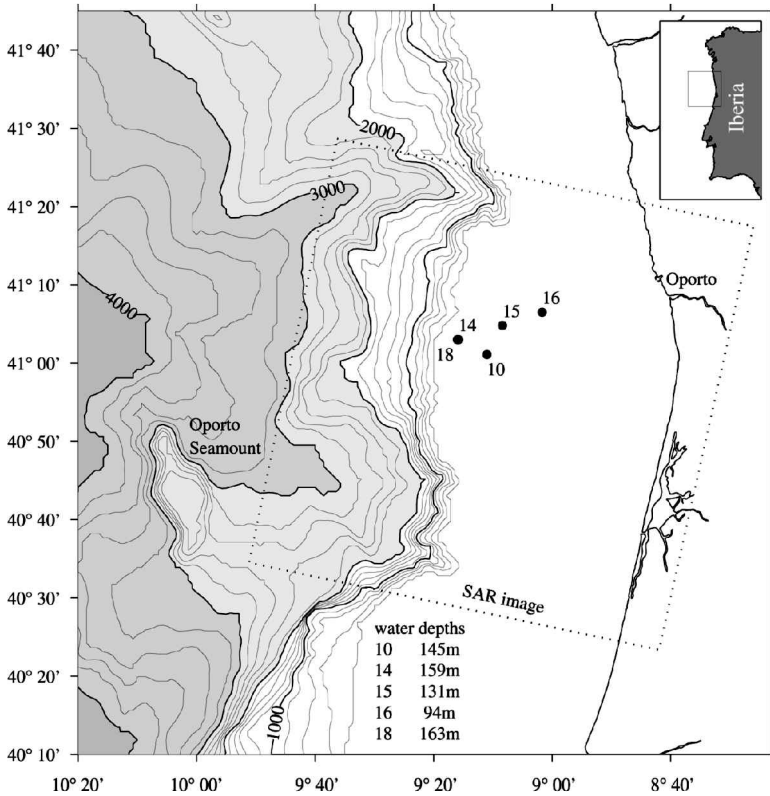 41° 40'
41° 30'
41° 20'
41° 10'
41° 00'
40° 50'
40° 40'
40° 30'
40° 20'
40° 10'
10° 20'
10° 00'
9° 40'
9° 20'
9° 00'
8° 40'
2000
3000
4000
1000
Iberia
Oporto
16
15
14
18
10
Oporto
Seamount
SAR image
water depths
10 145m
14 159m
15 131m
16 94m
18 163m